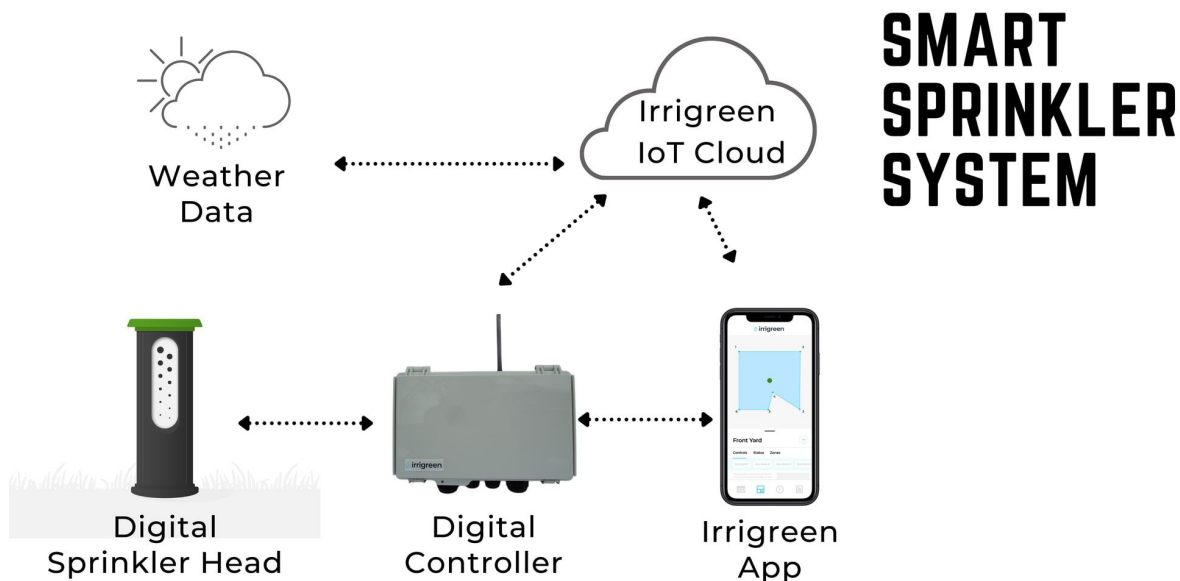 SMART
SPRINKLER
SYSTEM
Irrigreen
IoT Cloud
Weather
Data
irrigreen
Front Yard
Controls Status Zones
irrigreen
Digital
Sprinkler Head
Digital
Controller
Irrigreen
App